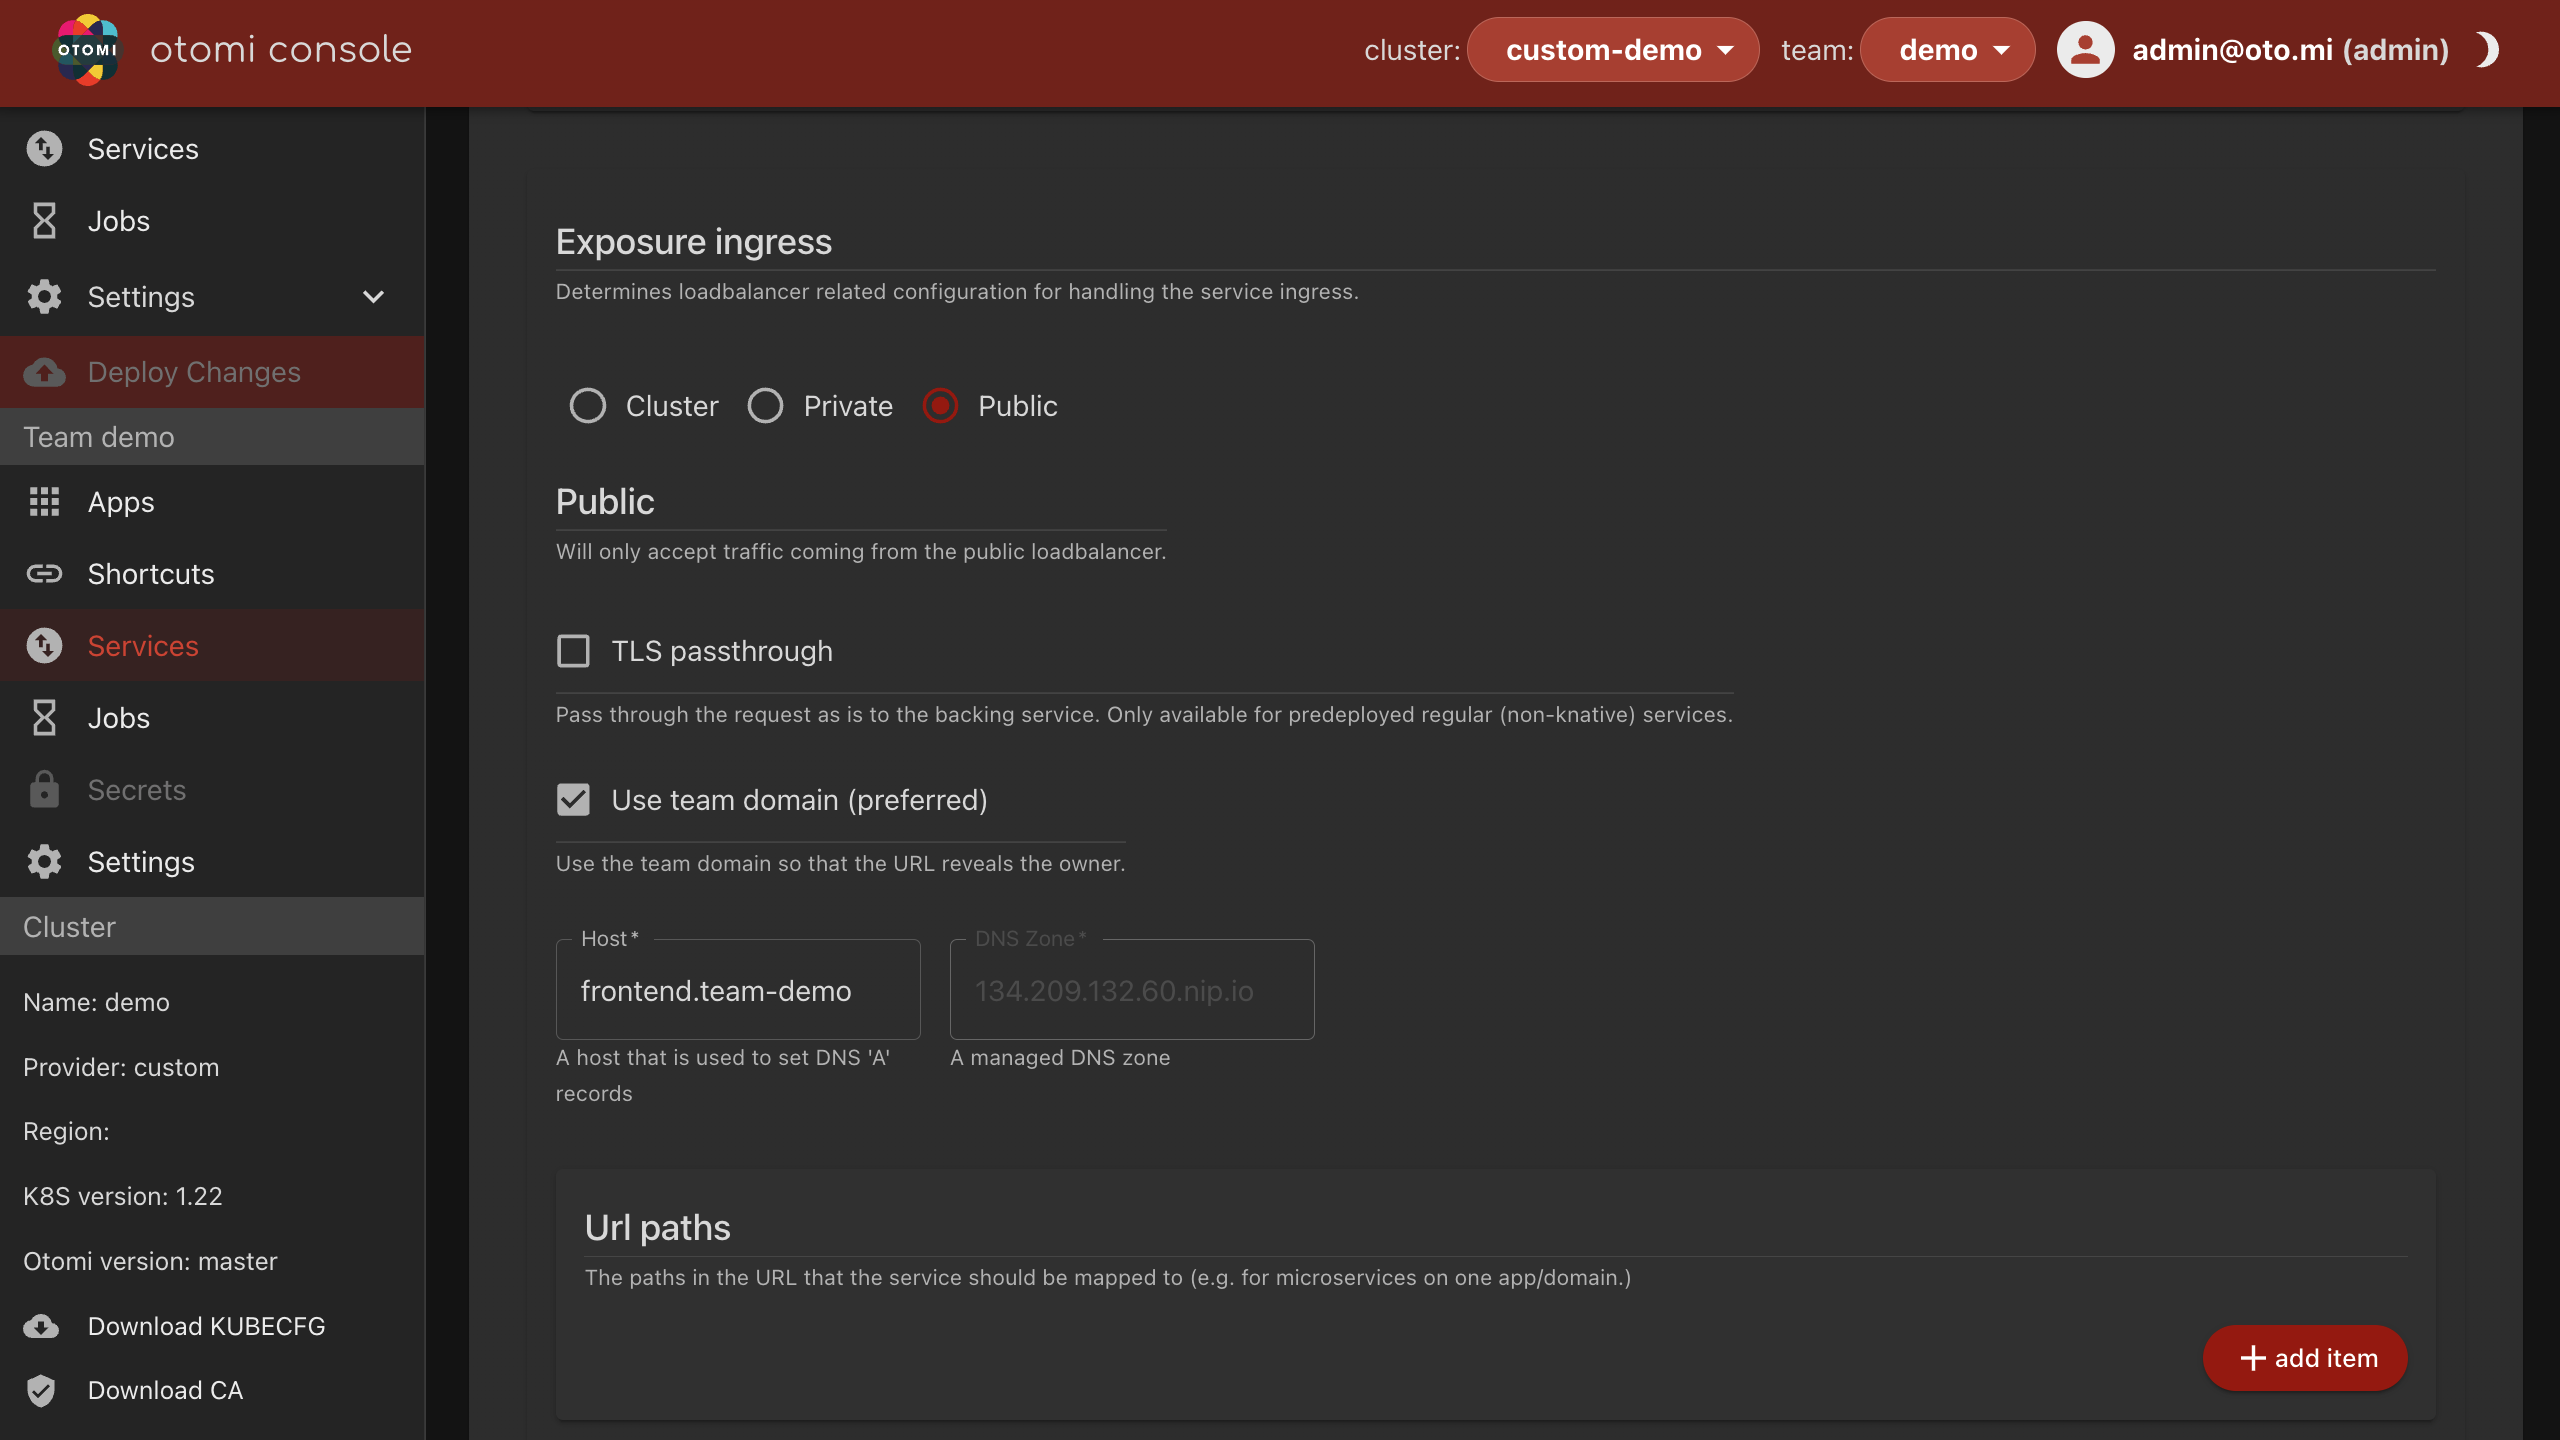 OTOMI
otomi console
cluster: custom-demo team: demo admin@oto.mi (admin)
Services
Jobs
Settings
Deploy Changes
Team demo
Apps
Shortcuts
Services
Jobs
Secrets
Settings
Cluster
Name: demo
Provider: custom
Region:
K8S version: 1.22
Otomi version: master
Download KUBECFG
Download CA
Exposure ingress
Determines loadbalancer related configuration for handling the service ingress.
Cluster Private Public
Public
Will only accept traffic coming from the public loadbalancer.
TLS passthrough
Pass through the request as is to the backing service. Only available for predeployed regular (non-knative) services.
Use team domain (preferred)
Use the team domain so that the URL reveals the owner.
Host* DNS Zone*
frontend.team-demo 134.209.132.60.nip.io
A host that is used to set DNS 'A' A managed DNS zone
records
Url paths
The paths in the URL that the service should be mapped to (e.g. for microservices on one app/domain.)
add item